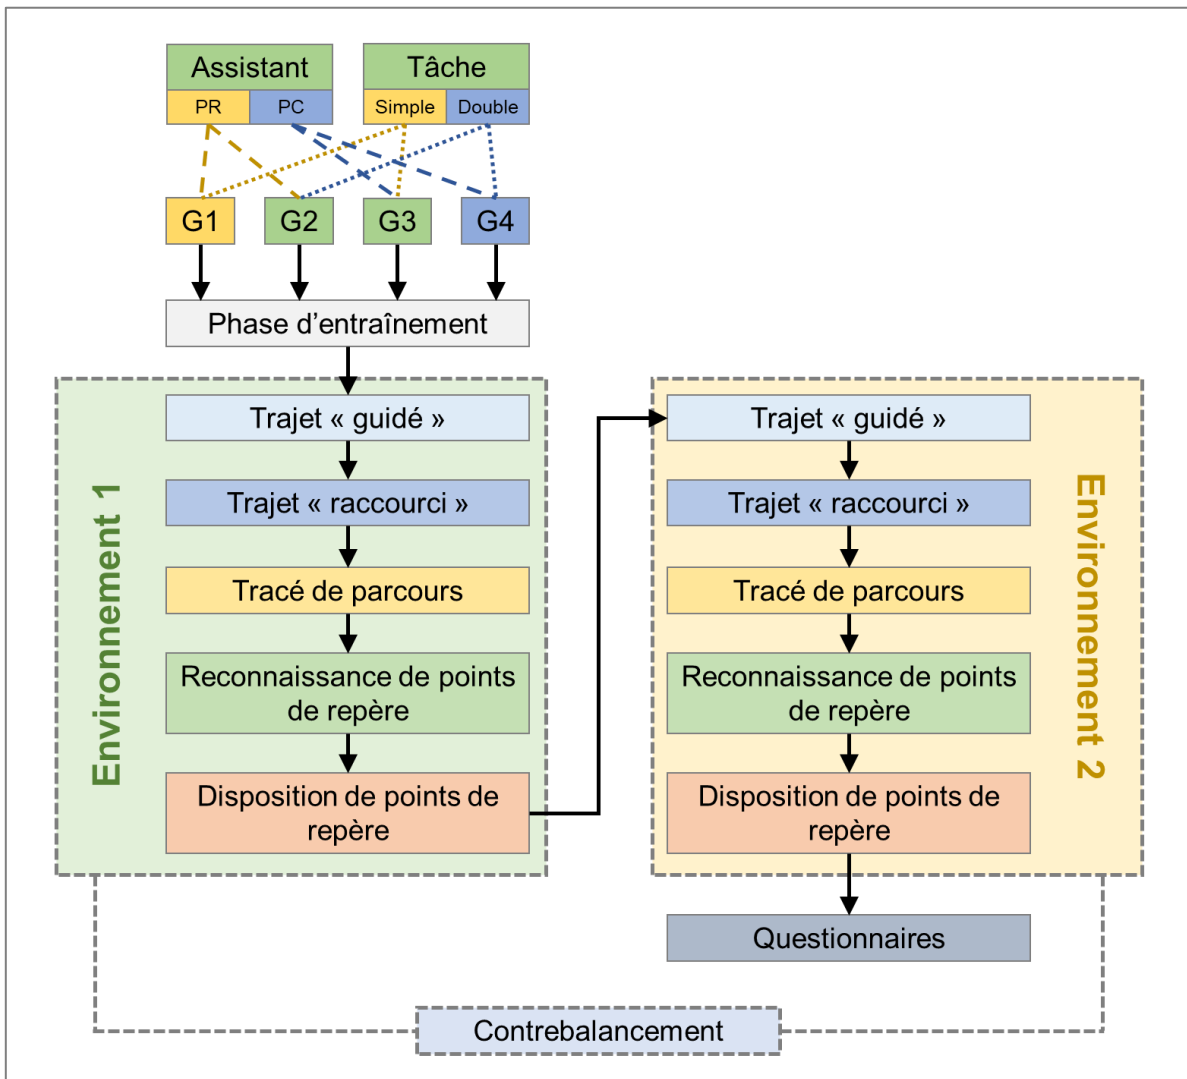 Assistant
PR
PC
Tâche
Simple
Double
G1
G2
G3
G4
Phase d'entraînement
Environnement 1
Trajet « guidé »
Trajet « raccourci »
Tracé de parcours
Reconnaissance de points
de repère
Disposition de points de
repère
Trajet « guidé »
Trajet « raccourci »
Tracé de parcours
Reconnaissance de points
de repère
Disposition de points de
repère
Environnement 2
Questionnaires
Contrebalancement